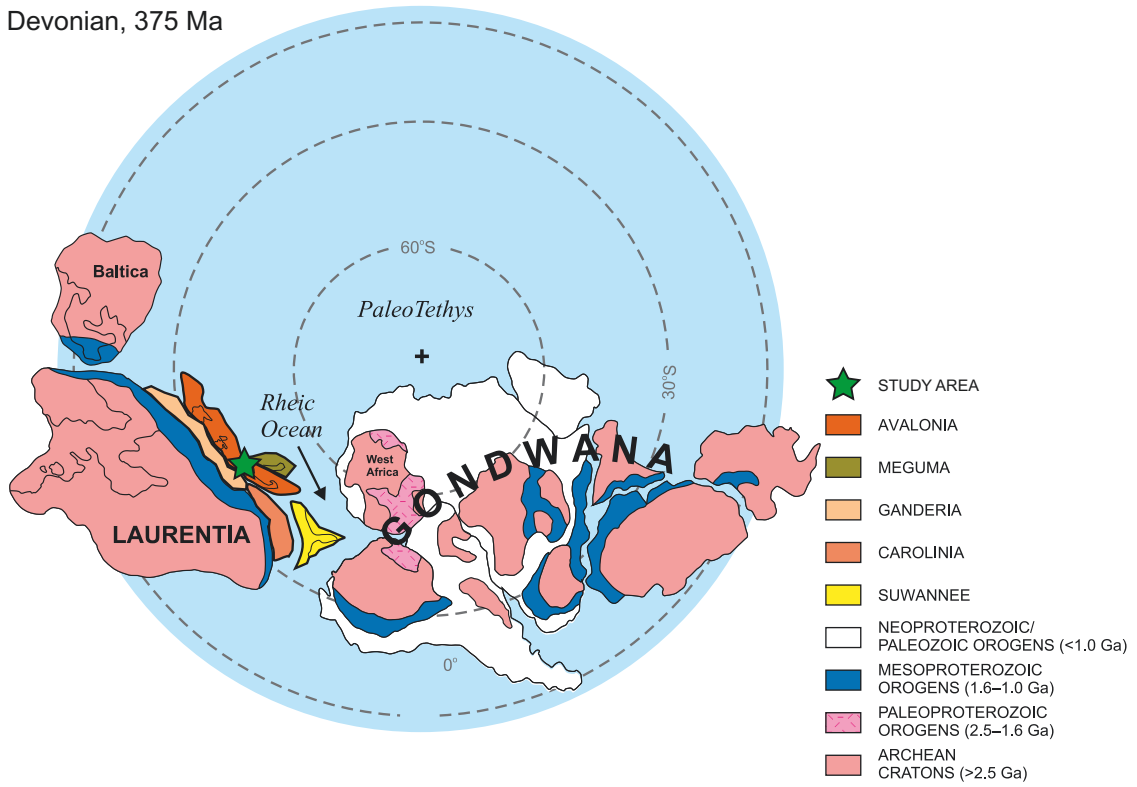 Devonian, 375 Ma
60°S
Baltica
PaleoTethys
30°S
Rheic
Ocean
West
Africa
GONDWANA
LAURENTIA
0°
STUDY AREA
AVALONIA
MEGUMA
GANDERIA
CAROLINIA
SUWANNEE
NEOPROTEROZOIC/
PALEOZOIC OROGENS (<1.0 Ga)
MESOPROTEROZOIC
OROGENS (1.6–1.0 Ga)
PALEOPROTEROZOIC
OROGENS (2.5–1.6 Ga)
ARCHEAN
CRATONS (>2.5 Ga)